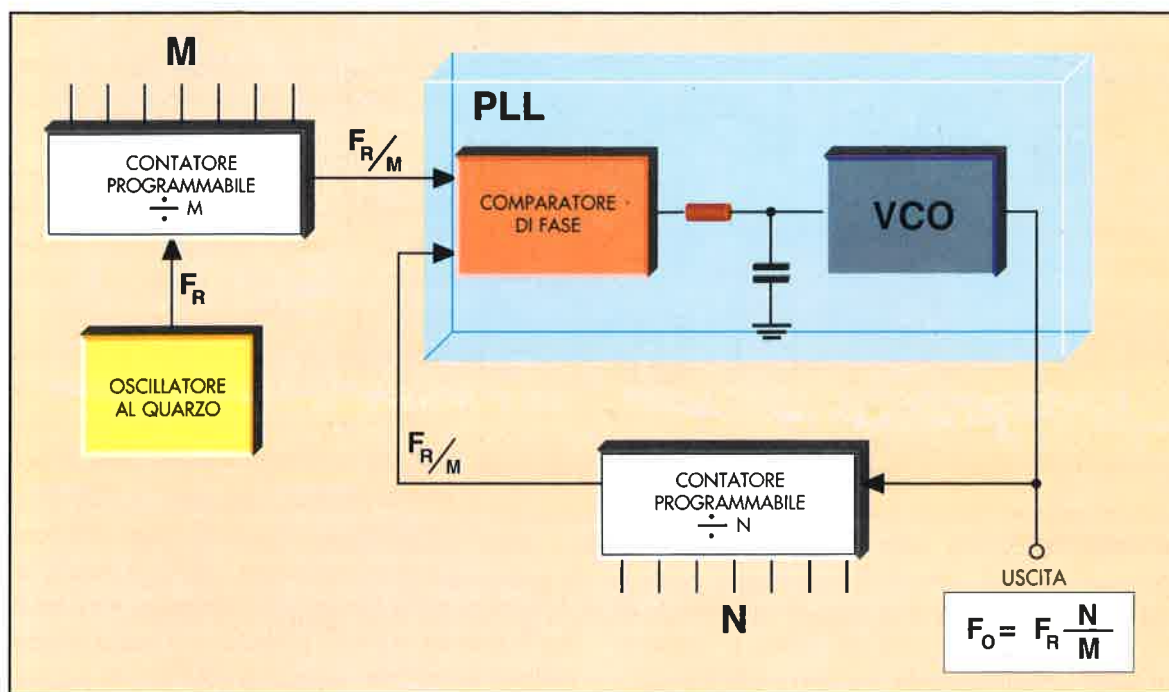 M
CONTATORE
PROGRAMMABILE
÷ M
F_R/M
F_R
OSCILLATORE
AL QUARZO
PLL
COMPARATORE
DI FASE
VCO
F_R/M
CONTATORE
PROGRAMMABILE
÷ N
N
USCITA
F_O = F_R N/M